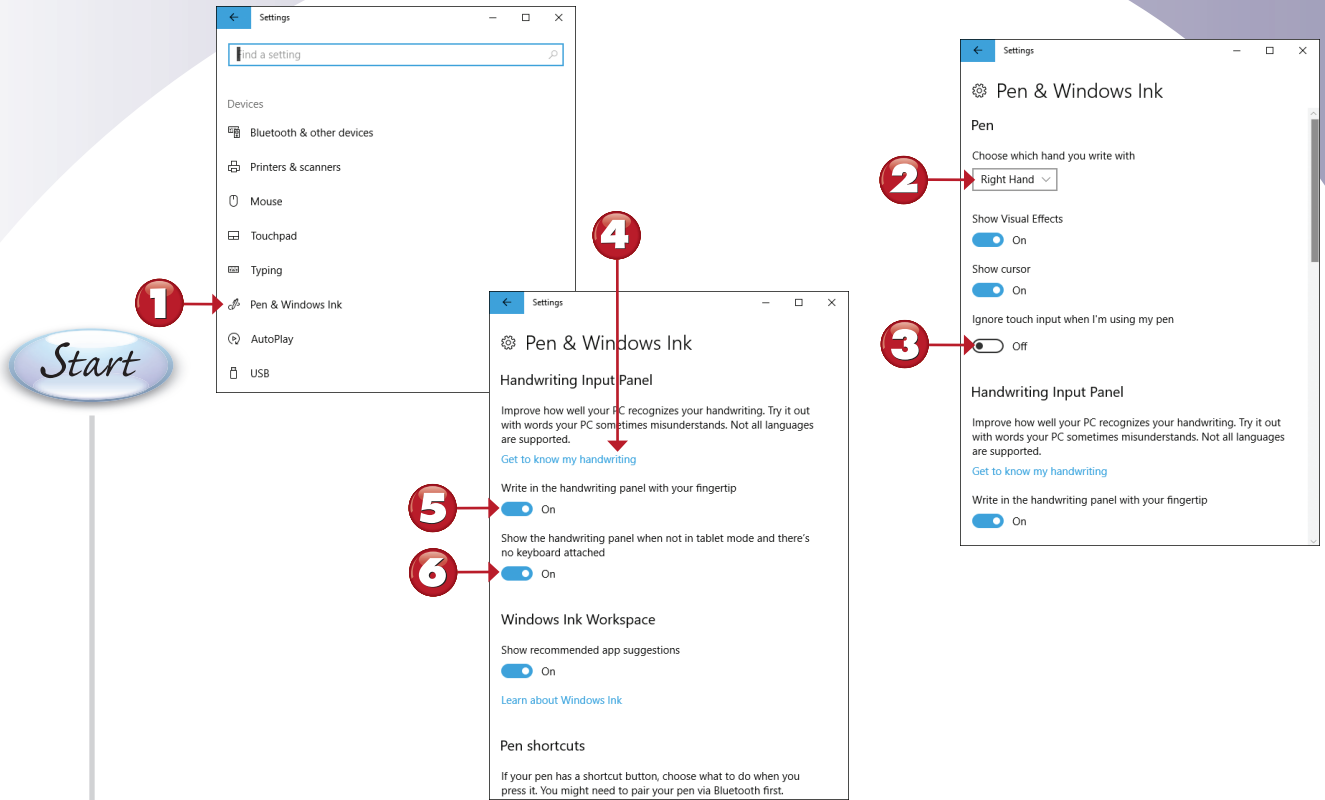 Settings
Find a setting
Devices
Bluetooth & other devices
Printers & scanners
Mouse
Touchpad
Typing
1
Pen & Windows Ink
AutoPlay
USB
Start
Settings
Pen & Windows Ink
Pen
Choose which hand you write with
2
Right Hand
Show Visual Effects
On
Show cursor
On
Ignore touch input when I'm using my pen
3
Off
Handwriting Input Panel
Improve how well your PC recognizes your handwriting. Try it out
with words your PC sometimes misunderstands. Not all languages
are supported.
Get to know my handwriting
Write in the handwriting panel with your fingertip
On
4
Settings
Pen & Windows Ink
Handwriting Input Panel
Improve how well your PC recognizes your handwriting. Try it out
with words your PC sometimes misunderstands. Not all languages
are supported.
Get to know my handwriting
Write in the handwriting panel with your fingertip
5
On
Show the handwriting panel when not in tablet mode and there's
no keyboard attached
6
On
Windows Ink Workspace
Show recommended app suggestions
On
Learn about Windows Ink
Pen shortcuts
If your pen has a shortcut button, choose what to do when you
press it. You might need to pair your pen via Bluetooth first.